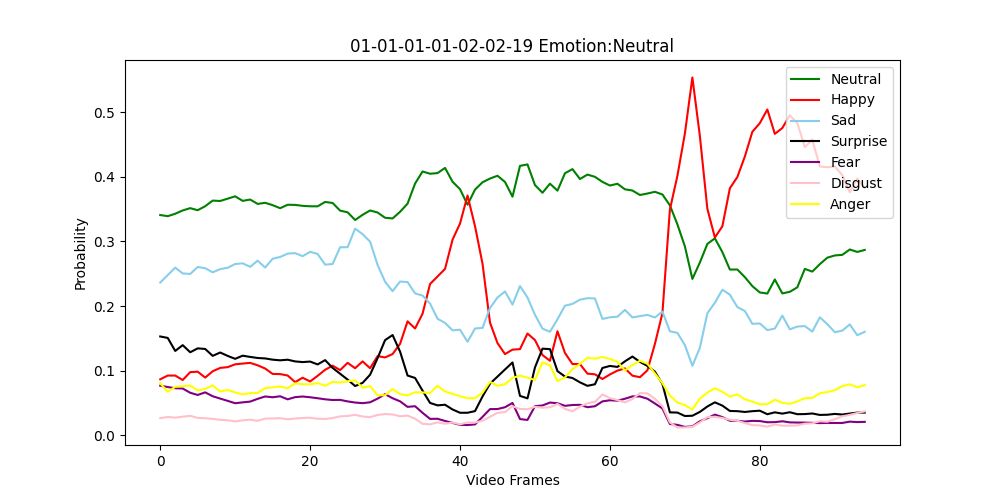 01-01-01-01-02-02-19 Emotion:Neutral
Probability
0.5
0.4
0.3
0.2
0.1
0.0
0 20 40 60 80
Video Frames
Neutral
Happy
Sad
Surprise
Fear
Disgust
Anger